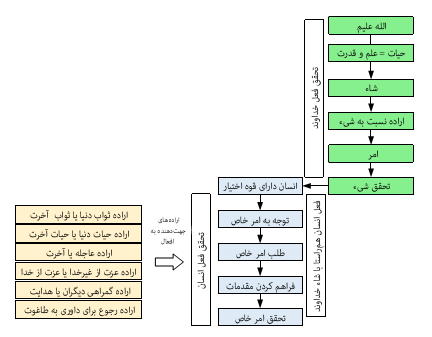 الله علیم
حیات = علم و قدرت
شاء
اراده نسبت به شیء
امر
تحقق شیء
تحقق فعل خداوند
انسان دارای قوه اختیار
توجه به امر خاص
طلب امر خاص
فراهم کردن مقدمات
تحقق امر خاص
فعل انسان هم‌راستا با شاء خداوند
تحقق فعل انسان
اراده‌های
جهت‌دهنده به
افعال
اراده ثواب دنیا یا ثواب آخرت
اراده حیات دنیا یا حیات آخرت
اراده عاجله یا آخرت
اراده عزت از غیرخدا یا عزت از خدا
اراده گمراهی دیگران یا هدایت
اراده رجوع برای داوری به طاغوت